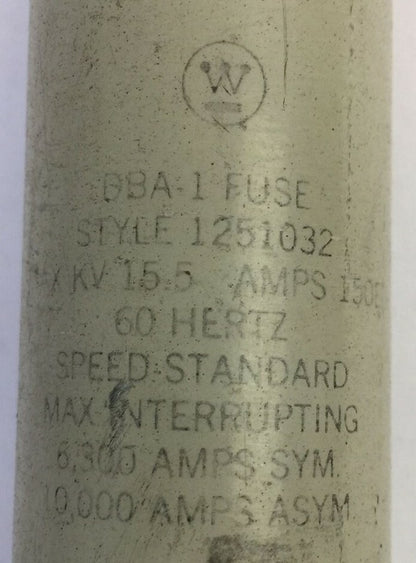 W
BBA-1 FUSE
STYLE 1251032
KV 15.5 AMPS 150E
60 HERTZ
SPEED-STANDARD
MAX. INTERRUPTING
6,300 AMPS SYM.
10,000 AMPS ASYM.